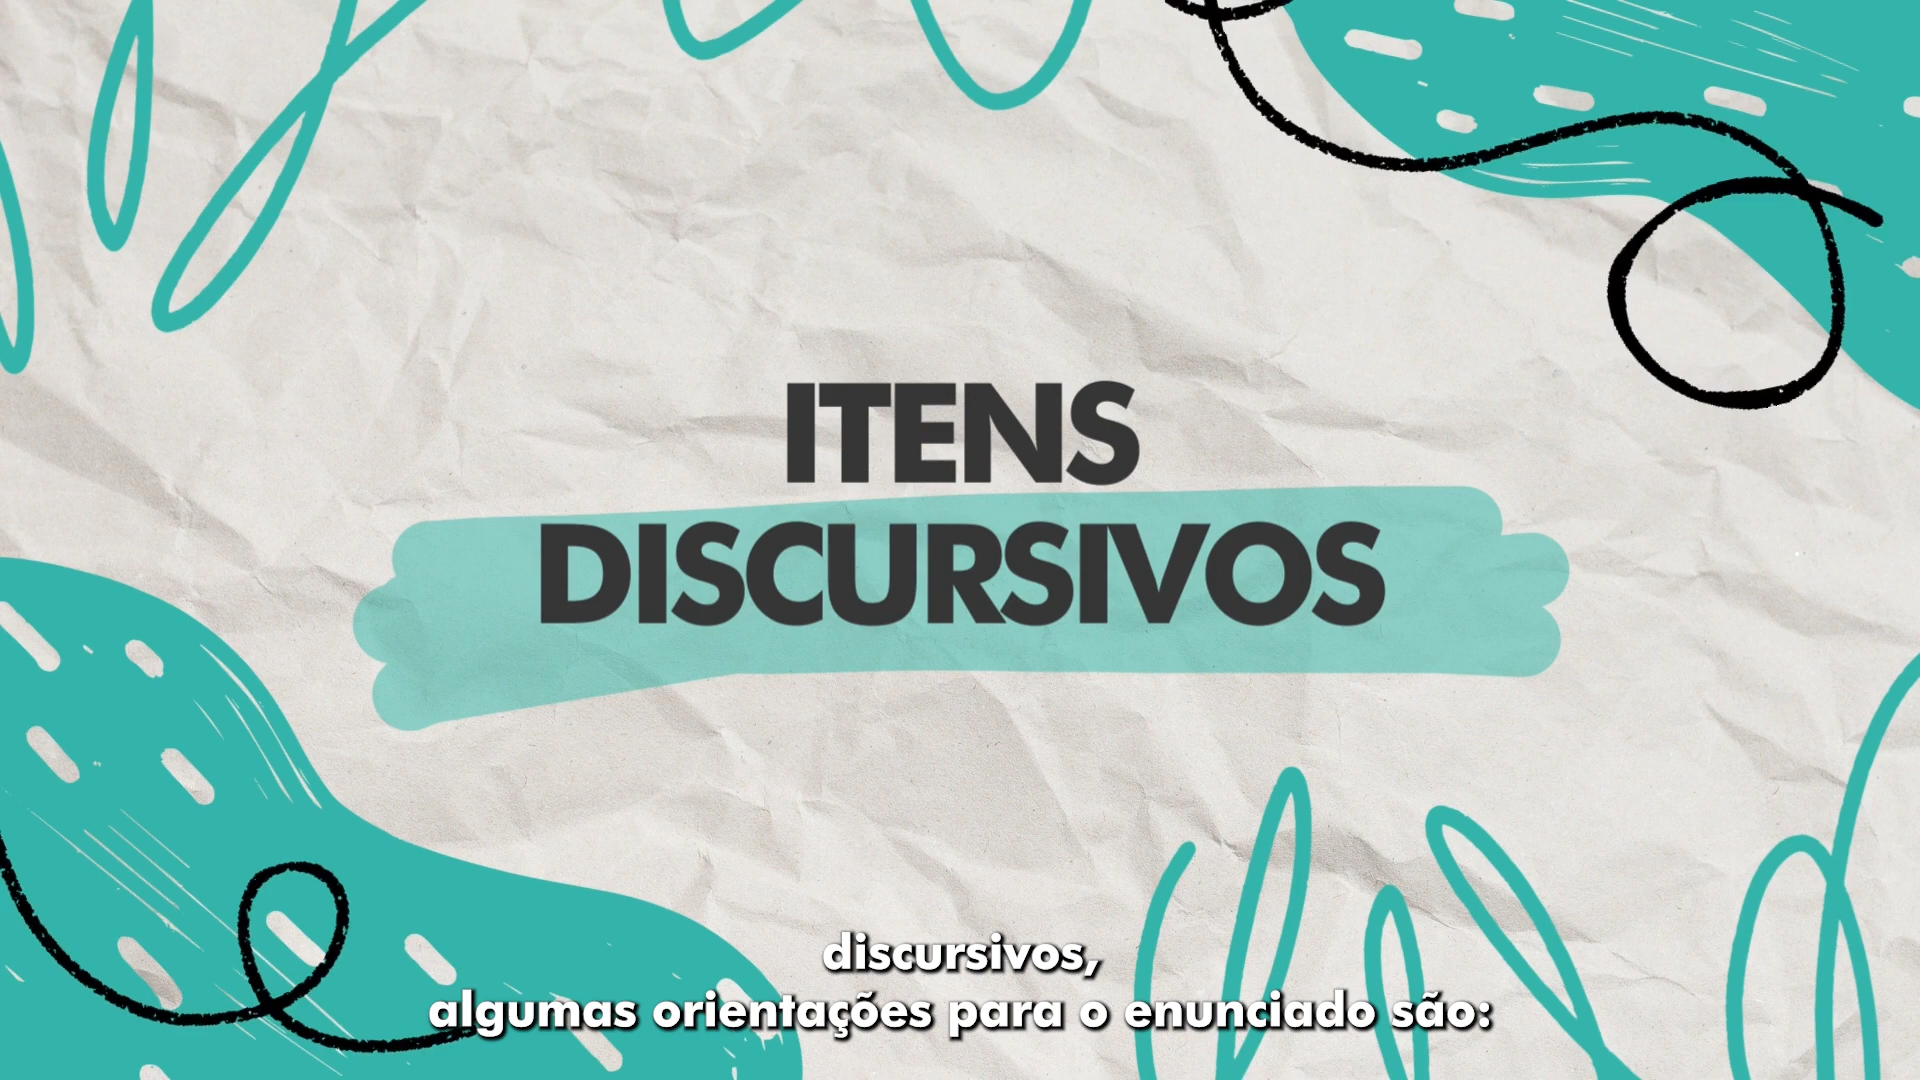 ITENS
DISCURSIVOS
discursivos,
algumas orientações para o enunciado são: